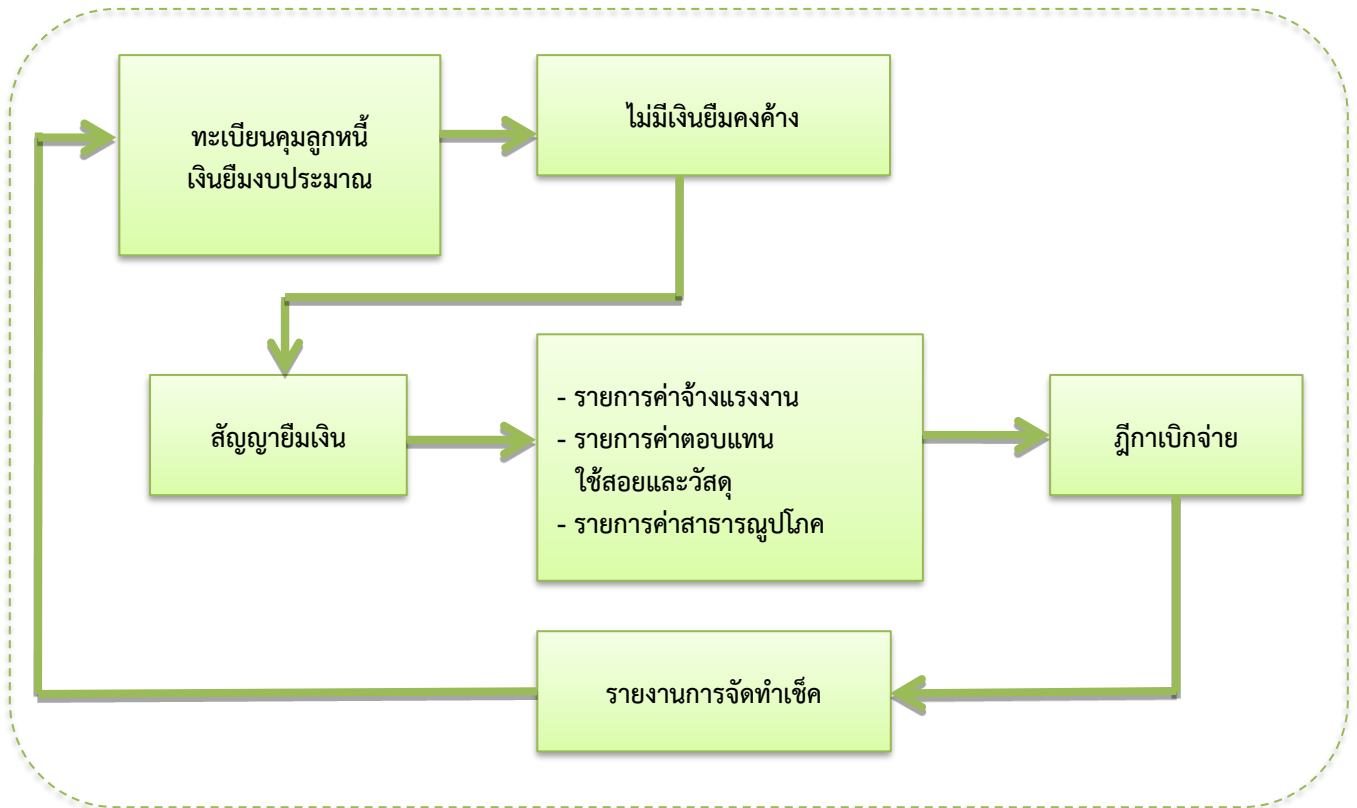 ทะเบียนคุมลูกหนี้
เงินยืมงบประมาณ
ไม่มีเงินยืมคงค้าง
สัญญายืมเงิน
- รายการค่าจ้างแรงงาน
- รายการค่าตอบแทน
ใช้สอยและวัสดุ
- รายการค่าสาธารณูปโภค
ฎีกาเบิกจ่าย
รายงานการจัดทำเช็ค